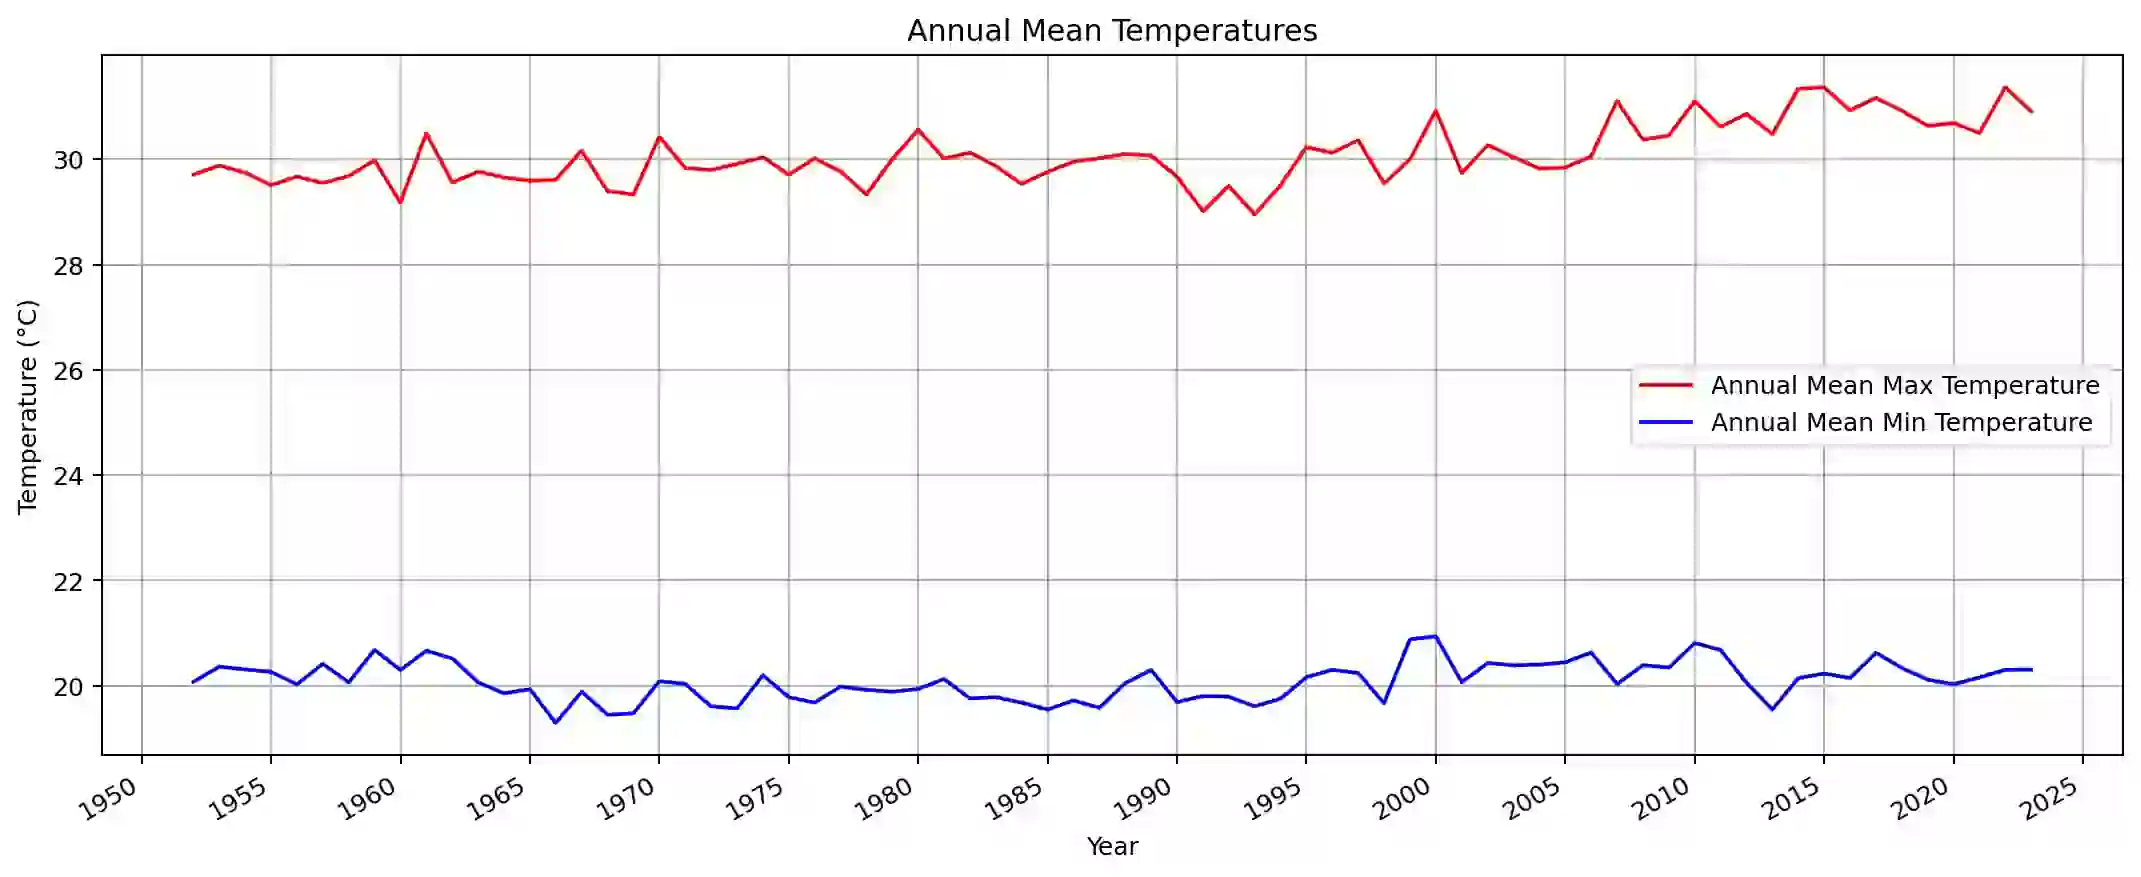 Annual Mean Temperatures
Temperature (°C)
30
28
26
24
22
20
Annual Mean Max Temperature
Annual Mean Min Temperature
1950 1955 1960 1965 1970 1975 1980 1985 1990 1995 2000 2005 2010 2015 2020 2025
Year